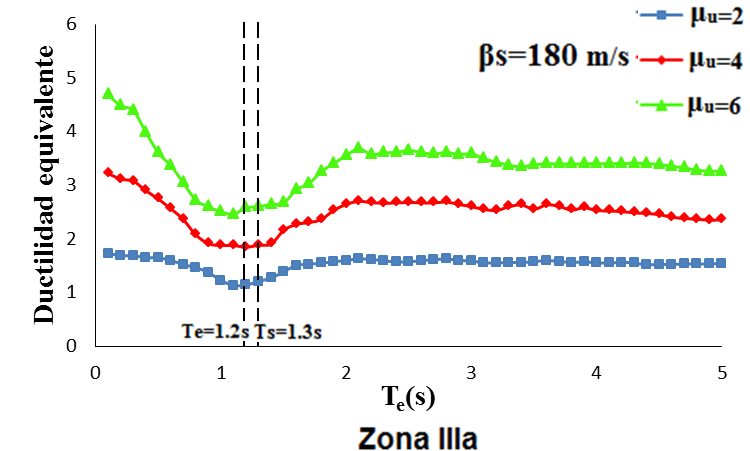 6
μu=2
βs=180 m/s
μu=4
μu=6
5
4
3
2
1
0
Ductilidad equivalente
Te=1.2s
Ts=1.3s
0 1 2 3 4 5
Te(s)
Zona IIIa